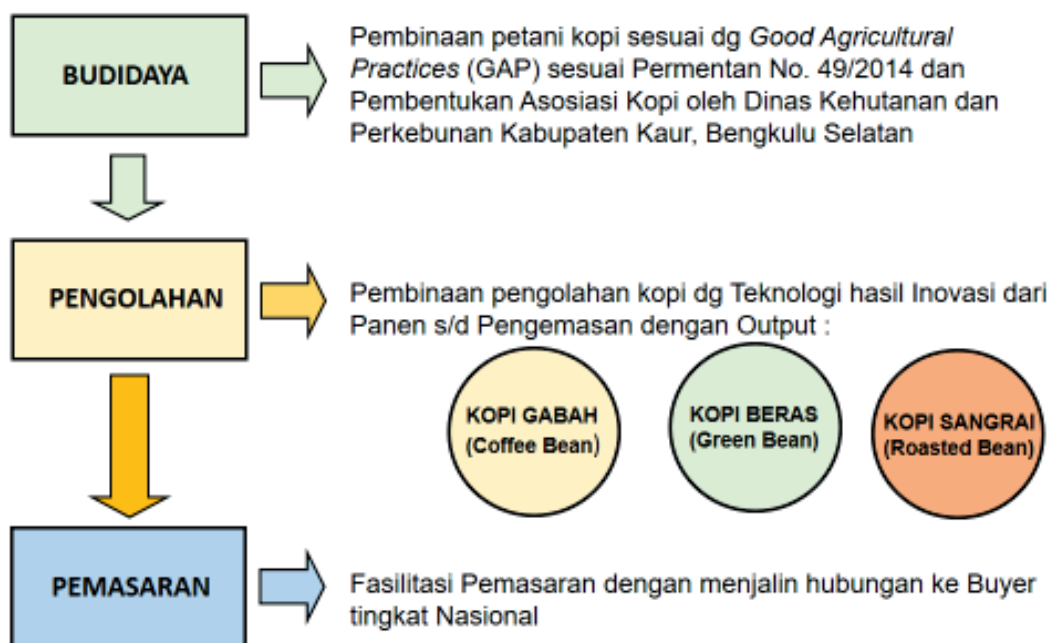 BUDIDAYA
Pembinaan petani kopi sesuai dg Good Agricultural
Practices (GAP) sesuai Permentan No. 49/2014 dan
Pembentukan Asosiasi Kopi oleh Dinas Kehutanan dan
Perkebunan Kabupaten Kaur, Bengkulu Selatan
PENGOLAHAN
Pembinaan pengolahan kopi dg Teknologi hasil Inovasi dari
Panen s/d Pengemasan dengan Output :
KOPI GABAH
(Coffee Bean)
KOPI BERAS
(Green Bean)
KOPI SANGRAI
(Roasted Bean)
PEMASARAN
Fasilitasi Pemasaran dengan menjalin hubungan ke Buyer
tingkat Nasional